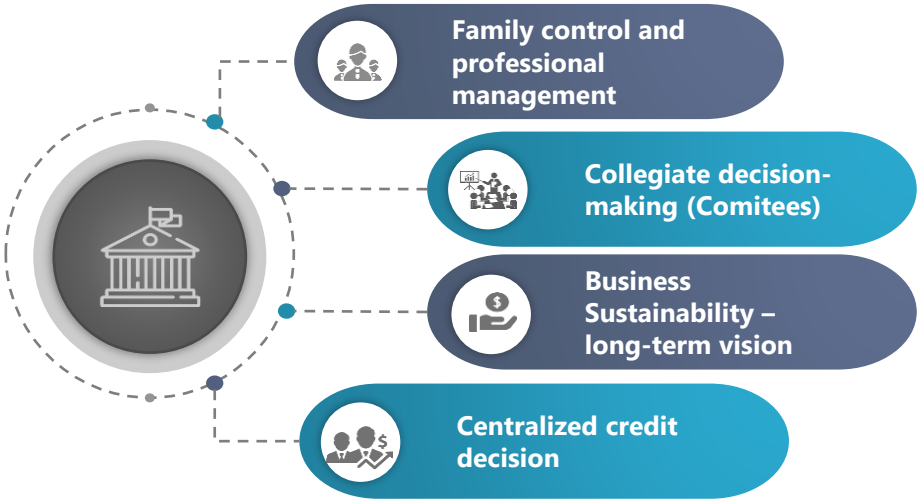 Family control and
professional
management
Collegiate decision-
making (Comitees)
Business
Sustainability –
long-term vision
Centralized credit
decision